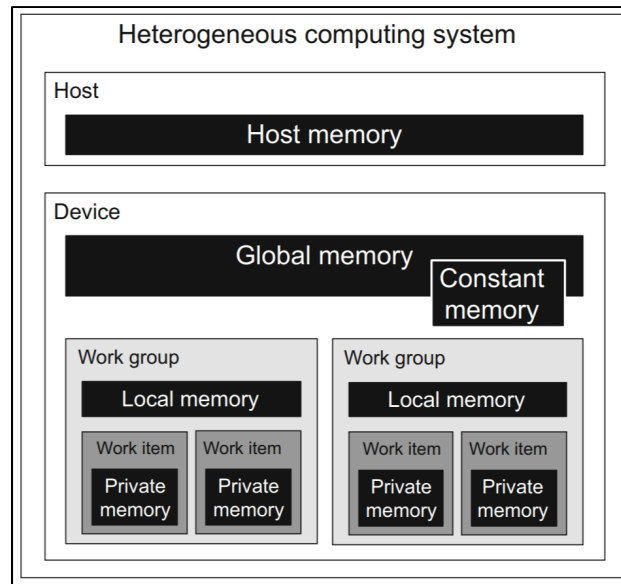 Heterogeneous computing system
Host
Host memory
Device
Global memory
Constant
memory
Work group
Local memory
Work item
Private
memory
Work item
Private
memory
Work group
Local memory
Work item
Private
memory
Work item
Private
memory